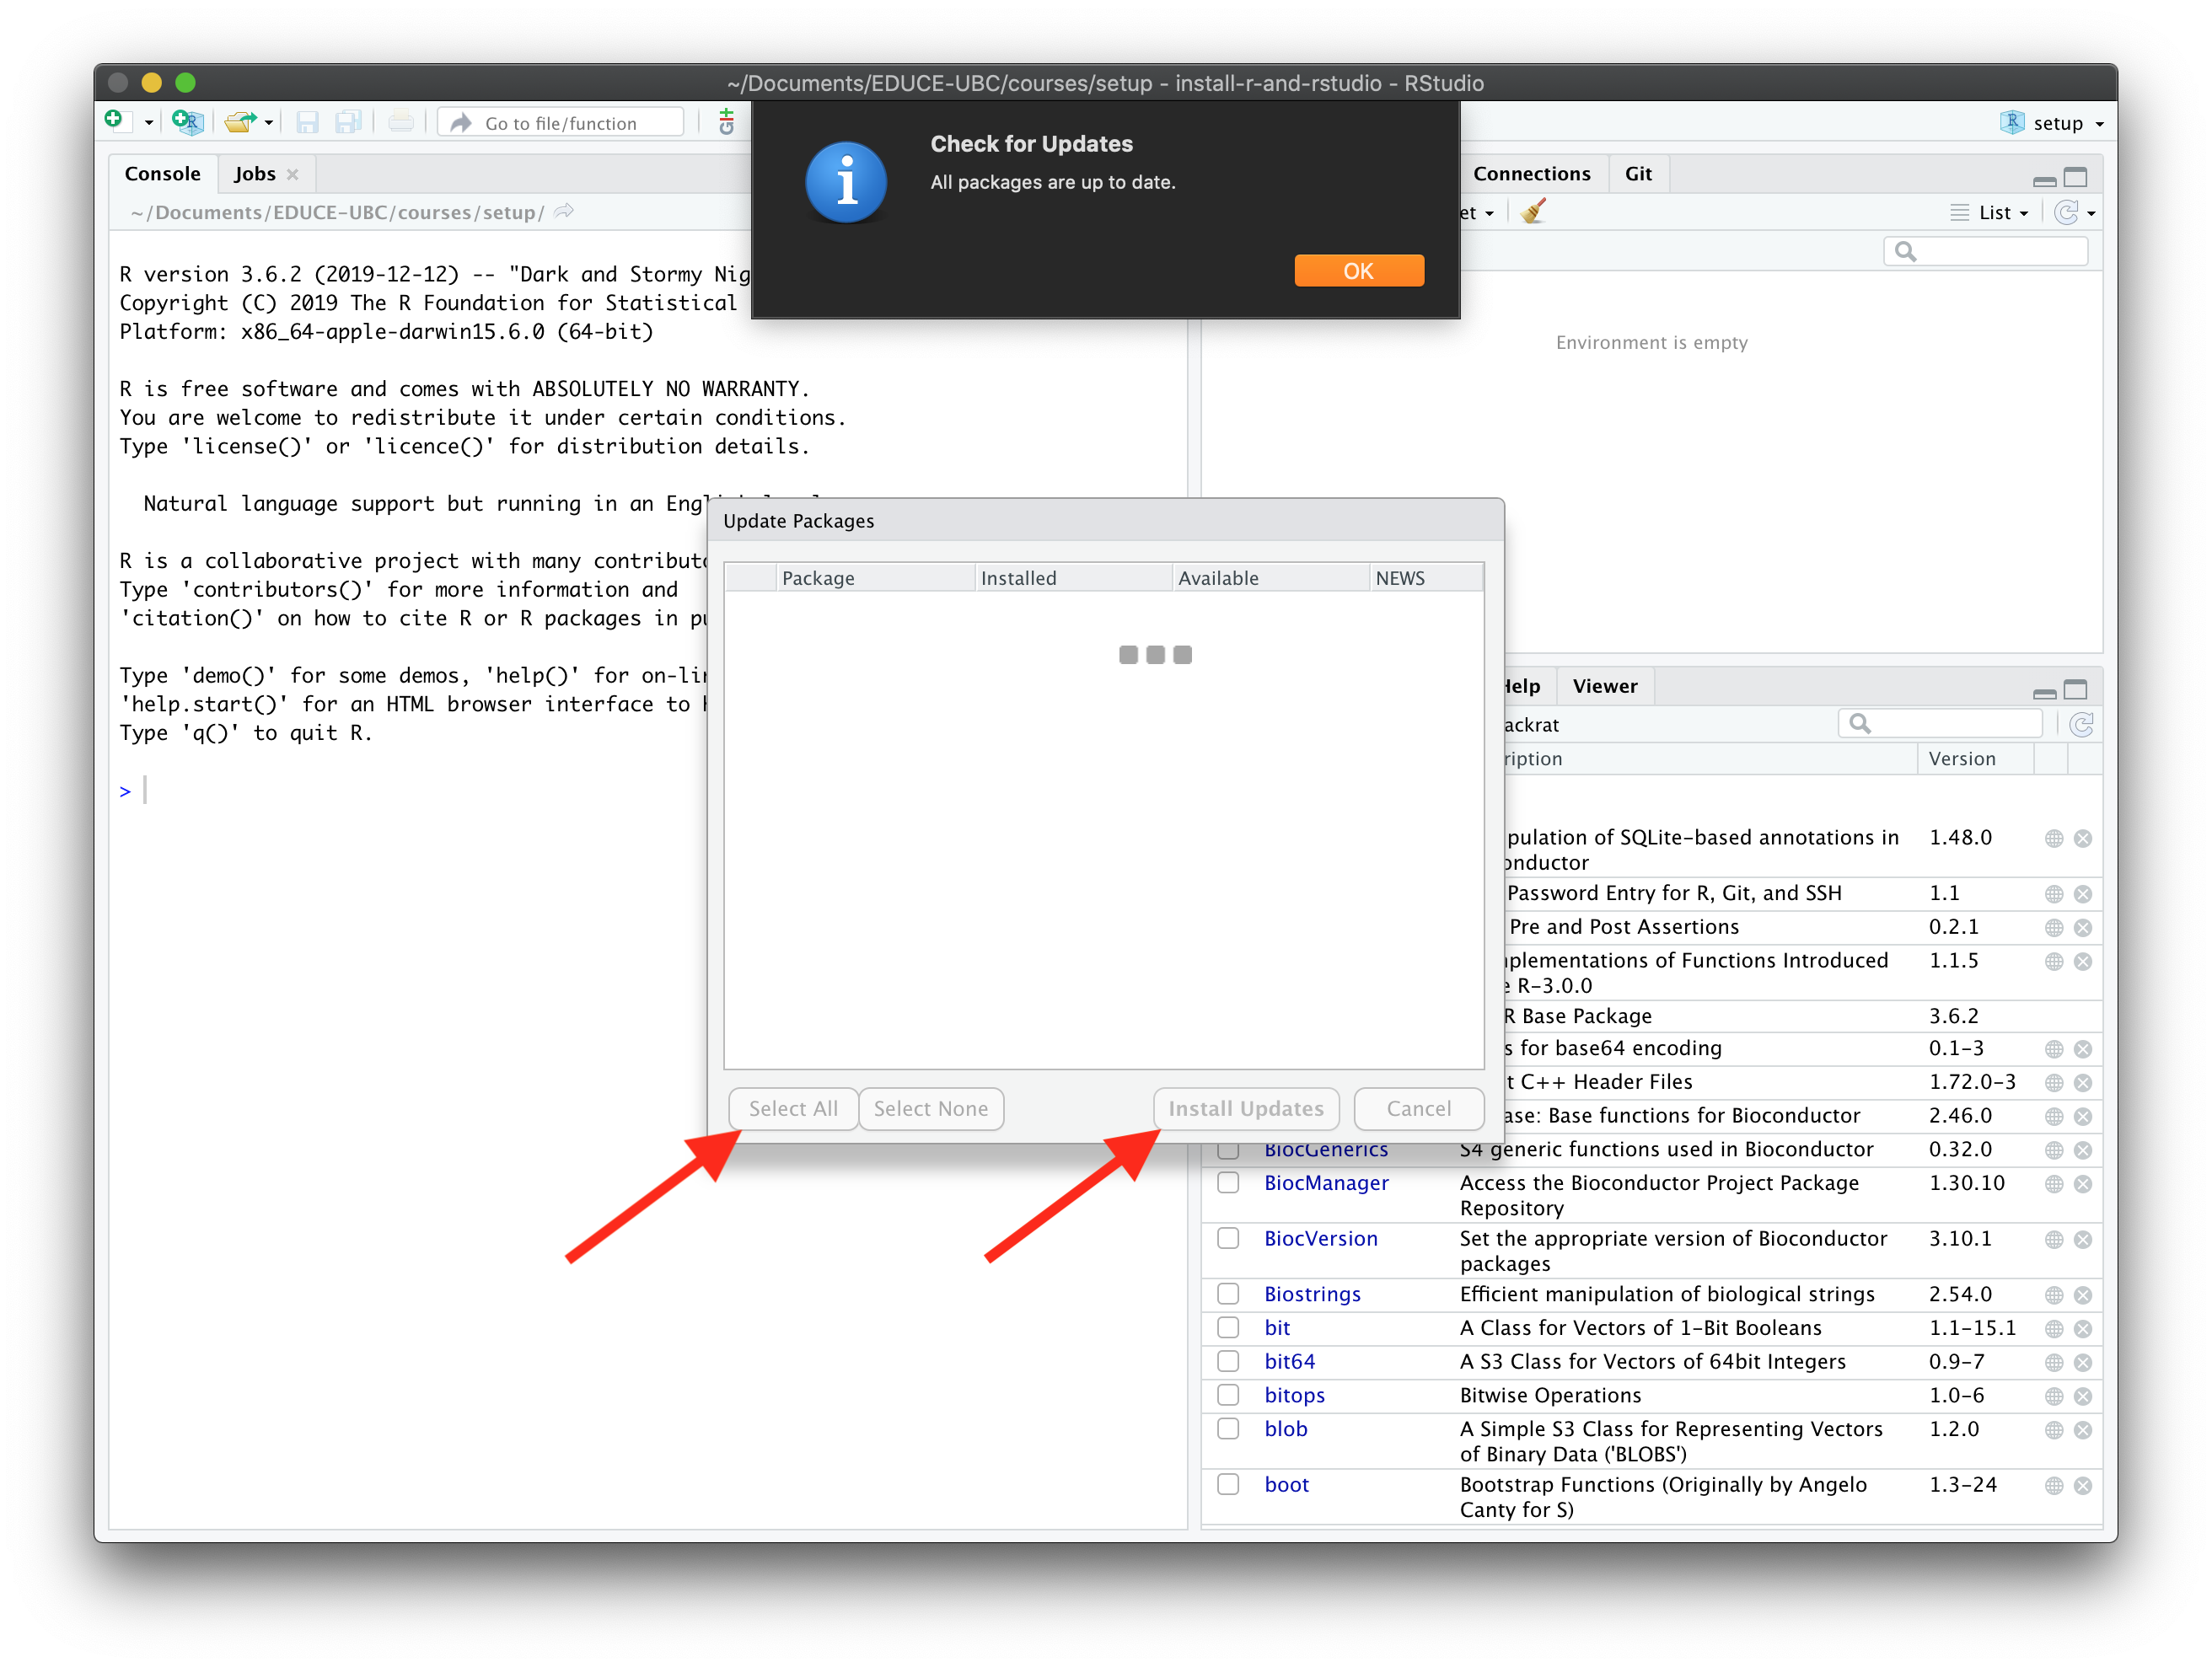 ~/Documents/EDUCE-UBC/courses/setup - install-r-and-rstudio - RStudio
Go to file/function
setup
Check for Updates
All packages are up to date.
OK
Console
Jobs
~/Documents/EDUCE-UBC/courses/setup/
Connections
Git
et
List
Environment is empty
R version 3.6.2 (2019-12-12) -- "Dark and Stormy Nig
Copyright (C) 2019 The R Foundation for Statistical
Platform: x86_64-apple-darwin15.6.0 (64-bit)
R is free software and comes with ABSOLUTELY NO WARRANTY.
You are welcome to redistribute it under certain conditions.
Type 'license()' or 'licence()' for distribution details.
Natural language support but running in an Engl
R is a collaborative project with many contributo
Type 'contributors()' for more information and
'citation()' on how to cite R or R packages in pu
Type 'demo()' for some demos, 'help()' for on-lin
'help.start()' for an HTML browser interface to h
Type 'q()' to quit R.
>
Update Packages
Package Installed Available NEWS
Select All
Select None
Install Updates
Cancel
Help
Viewer
ackrat
ription Version
pulation of SQLite-based annotations in 1.48.0
onductor
Password Entry for R, Git, and SSH 1.1
Pre and Post Assertions 0.2.1
plementations of Functions Introduced 1.1.5
e R-3.0.0
R Base Package 3.6.2
s for base64 encoding 0.1-3
t C++ Header Files 1.72.0-3
ase: Base functions for Bioconductor 2.46.0
BiocGenerics S4 generic functions used in Bioconductor 0.32.0
BiocManager Access the Bioconductor Project Package 1.30.10
Repository
BiocVersion Set the appropriate version of Bioconductor 3.10.1
packages
Biostrings Efficient manipulation of biological strings 2.54.0
bit A Class for Vectors of 1-Bit Booleans 1.1-15.1
bit64 A S3 Class for Vectors of 64bit Integers 0.9-7
bitops Bitwise Operations 1.0-6
blob A Simple S3 Class for Representing Vectors 1.2.0
of Binary Data ('BLOBS')
boot Bootstrap Functions (Originally by Angelo 1.3-24
Canty for S)